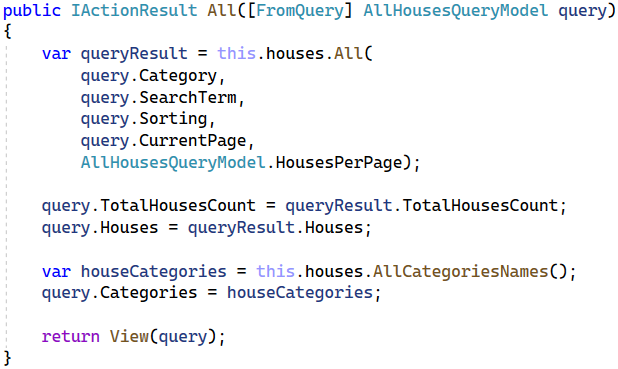 public IActionResult All([FromQuery] AllHousesQueryModel query)
{
    var queryResult = this.houses.All(
        query.Category,
        query.SearchTerm,
        query.Sorting,
        query.CurrentPage,
        AllHousesQueryModel.HousesPerPage);

    query.TotalHousesCount = queryResult.TotalHousesCount;
    query.Houses = queryResult.Houses;

    var houseCategories = this.houses.AllCategoriesNames();
    query.Categories = houseCategories;

    return View(query);
}